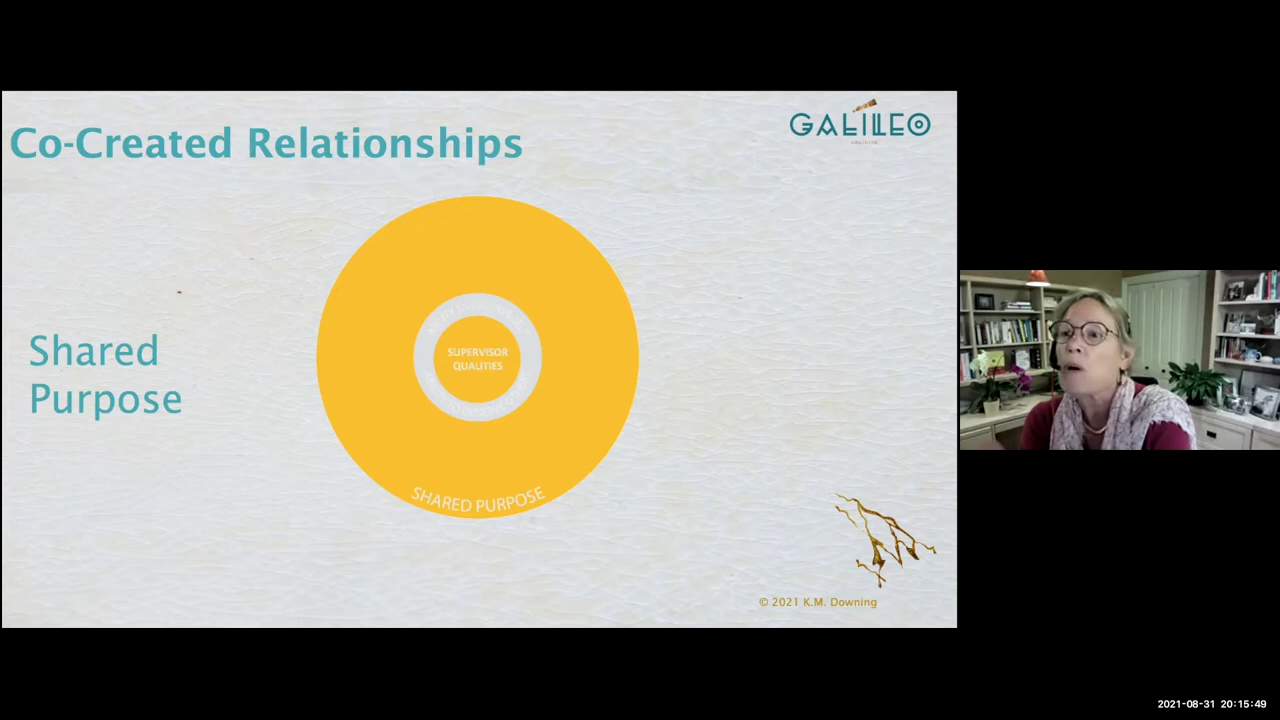 Co-Created Relationships
GALILEO
Shared
Purpose
SUPERVISOR
QUALITIES
SHARED PURPOSE
© 2021 K.M. Downing
2021-08-31 20:15:49